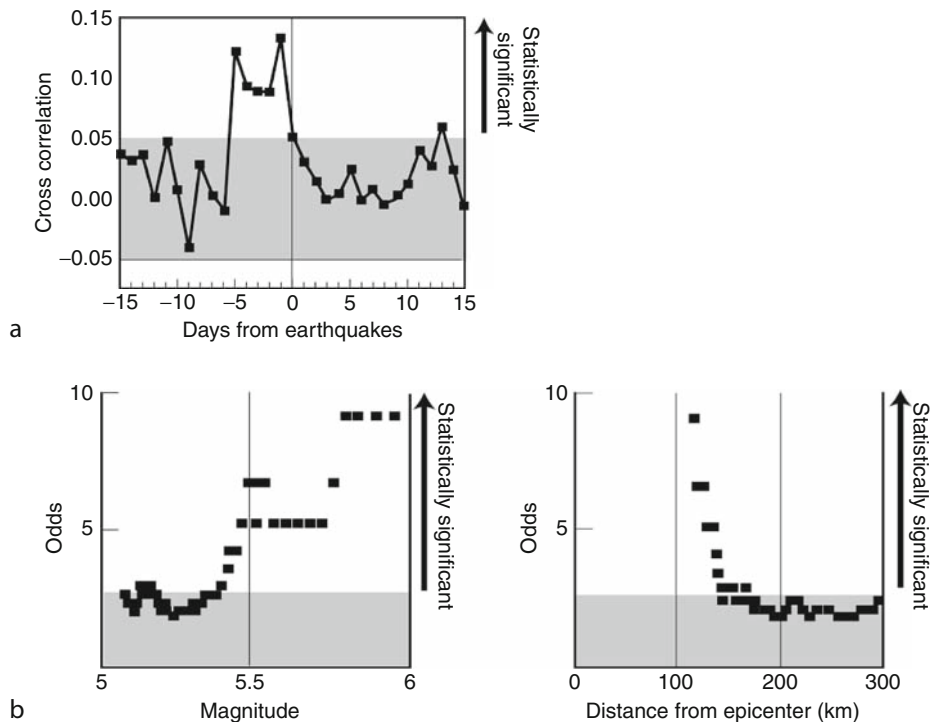 0.15
0.10
0.05
0.00
–0.05
Cross correlation
–15
–10
–5
0
5
10
15
Days from earthquakes
Statistically
significant
a
10
5
Odds
5
5.5
6
Magnitude
Statistically significant
10
5
Opps
0
100
200
300
Distance from epicenter (km)
Statistically significant
b